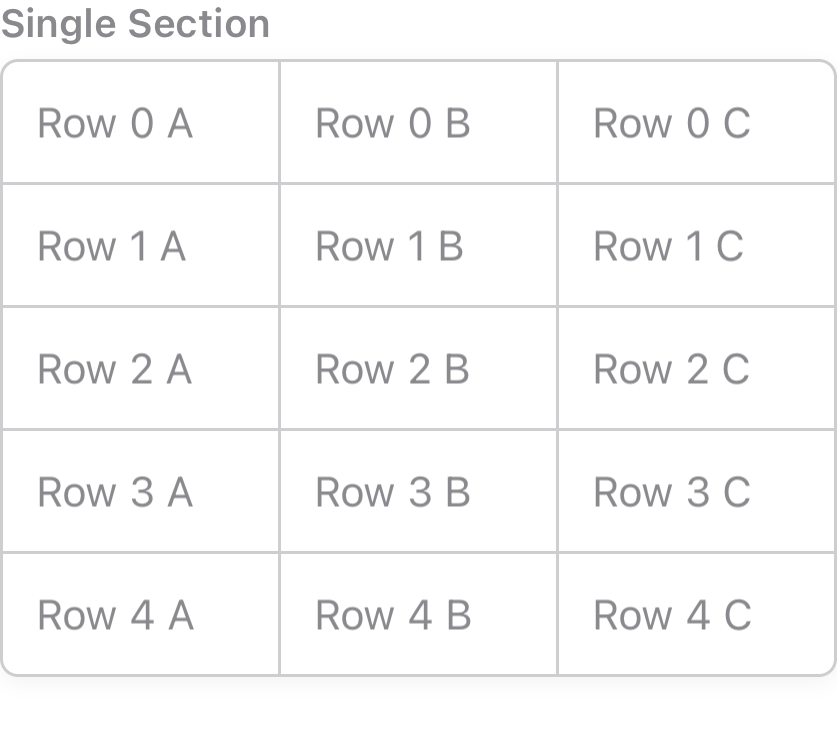 Single Section
Row 0 A Row 0 B Row 0 C
Row 1 A Row 1 B Row 1 C
Row 2 A Row 2 B Row 2 C
Row 3 A Row 3 B Row 3 C
Row 4 A Row 4 B Row 4 C